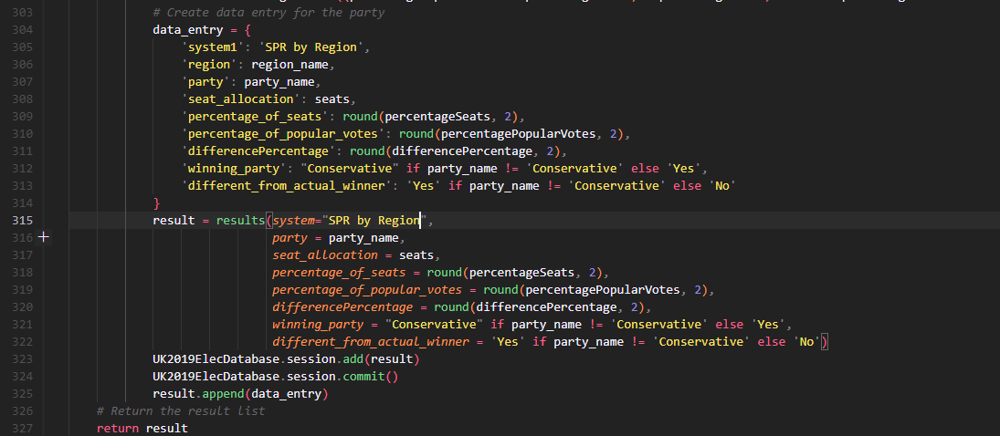 303 # Create data entry for the party
304 data_entry = {
305 'system1': 'SPR by Region',
306 'region': region_name,
307 'party': party_name,
308 'seat_allocation': seats,
309 'percentage_of_seats': round(percentageSeats, 2),
310 'percentage_of_popular_votes': round(percentagePopularVotes, 2),
311 'differencePercentage': round(differencePercentage, 2),
312 'winning_party': "Conservative" if party_name != 'Conservative' else 'Yes',
313 'different_from_actual_winner': 'Yes' if party_name != 'Conservative' else 'No'
314 }
315 result = results(system="SPR by Region",
316 party = party_name,
317 seat_allocation = seats,
318 percentage_of_seats = round(percentageSeats, 2),
319 percentage_of_popular_votes = round(percentagePopularVotes, 2),
320 differencePercentage = round(differencePercentage, 2),
321 winning_party = "Conservative" if party_name != 'Conservative' else 'Yes',
322 different_from_actual_winner = 'Yes' if party_name != 'Conservative' else 'No')
323 UK2019ElecDatabase.session.add(result)
324 UK2019ElecDatabase.session.commit()
325 result.append(data_entry)
326 # Return the result list
327 return result